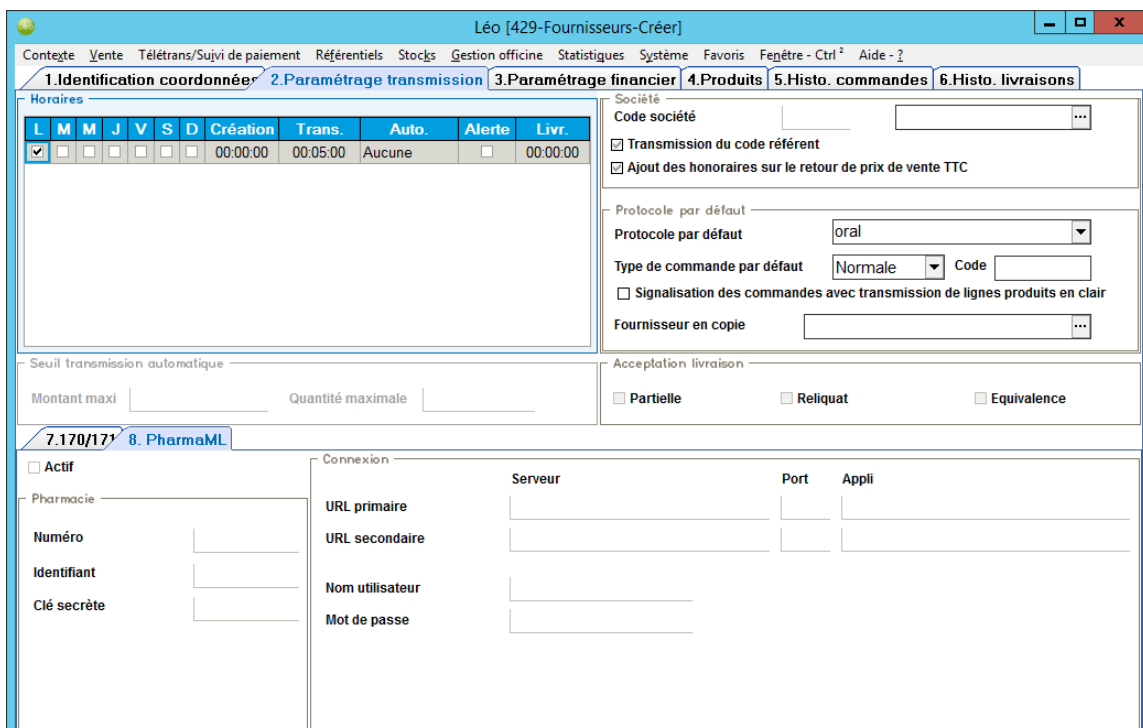 Léo [429-Fournisseurs-Créer]
Contexte Vente Télétrans/Suivi de paiement Référentiels Stocks Gestion officine Statistiques Système Favoris Fenêtre - Ctrl ² Aide - ?
1.Identification coordonnées 2.Paramétrage transmission 3.Paramétrage financier 4.Produits 5.Histo. commandes 6.Histo. livraisons
Horaires
L M M J V S D Création Trans. Auto. Alerte Livr.
00:00:00 00:05:00 Aucune 00:00:00
Société
Code société ...
Transmission du code référent
Ajout des honoraires sur le retour de prix de vente TTC
Protocole par défaut
Protocole par défaut oral
Type de commande par défaut Normale Code
Signalisation des commandes avec transmission de lignes produits en clair
Fournisseur en copie ...
Seuil transmission automatique
Montant maxi Quantité maximale
Acceptation livraison
Partielle Reliquat Equivalence
7.170/171 8. PharmaML
Actif
Pharmacie
Numéro
Identifiant
Clé secrète
Connexion
Serveur Port Appli
URL primaire
URL secondaire
Nom utilisateur
Mot de passe